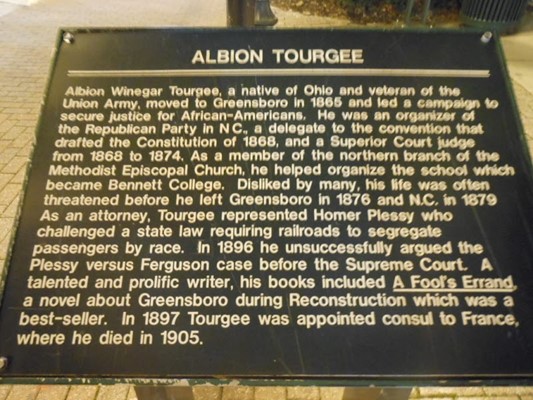 ALBION TOURGEE
Albion Winegar Tourgee, a native of Ohio and veteran of the
Union Army, moved to Greensboro in 1865 and led a campaign to
secure justice for African-Americans. He was an organizer of
the Republican Party in N.C., a delegate to the convention that
drafted the Constitution of 1868, and a Superior Court judge
from 1868 to 1874. As a member of the northern branch of the
Methodist Episcopal Church, he helped organize the school which
became Bennett College. Disliked by many, his life was often
threatened before he left Greensboro in 1876 and N.C. in 1879
As an attorney, Tourgee represented Homer Plessy who
challenged a state law requiring railroads to segregate
passengers by race. In 1896 he unsuccessfully argued the
Plessy versus Ferguson case before the Supreme Court. A
talented and prolific writer, his books included A Fool's Errand,
a novel about Greensboro during Reconstruction which was a
best-seller. In 1897 Tourgee was appointed consul to France,
where he died in 1905.